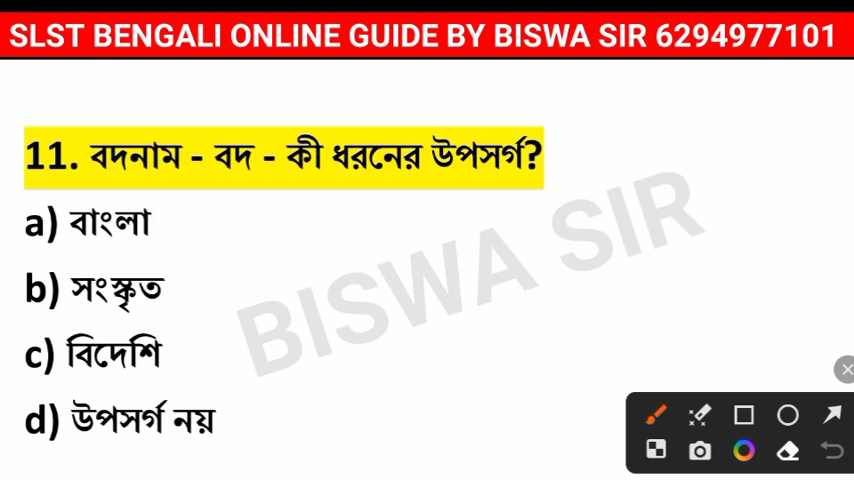 SLST BENGALI ONLINE GUIDE BY BISWA SIR 6294977101
11. বদনাম - বদ - কী ধরনের উপসর্গ?
a) বাংলা
b) সংস্কৃত
c) বিদেশি
d) উপসর্গ নয়
BISWA SIR